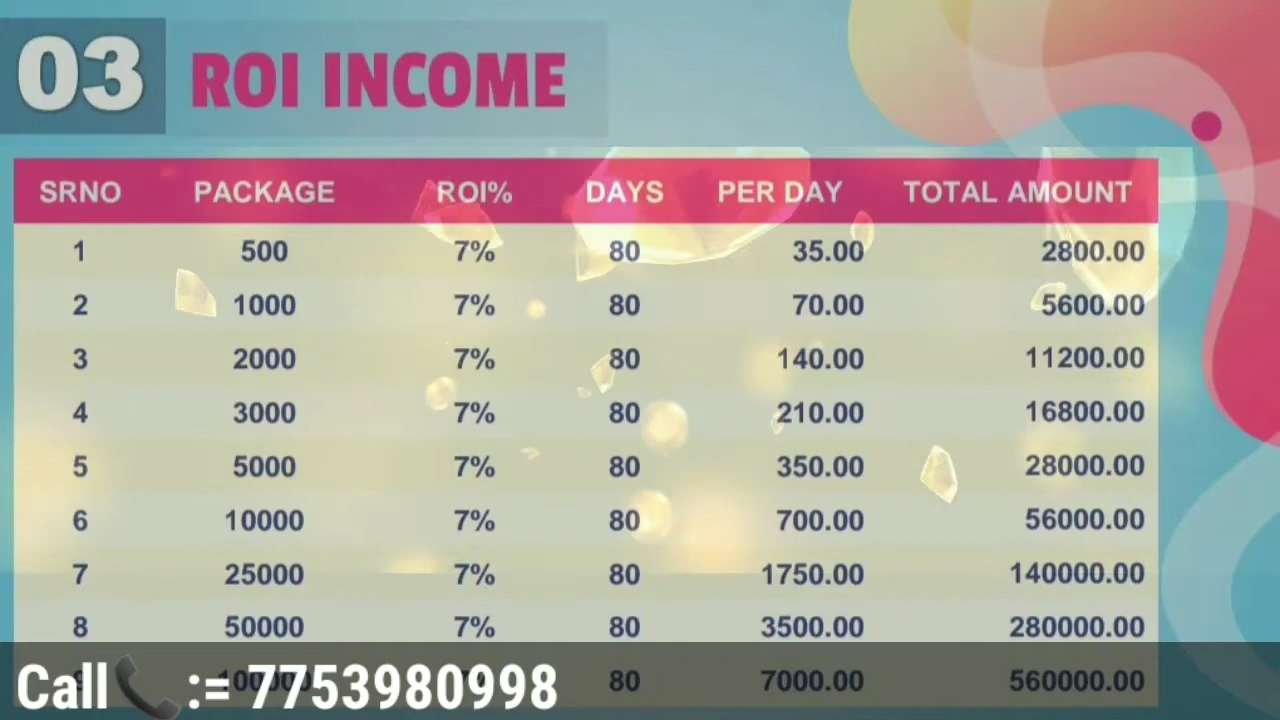 03 ROI INCOME
SRNO PACKAGE ROI% DAYS PER DAY TOTAL AMOUNT
1 500 7% 80 35.00 2800.00
2 1000 7% 80 70.00 5600.00
3 2000 7% 80 140.00 11200.00
4 3000 7% 80 210.00 16800.00
5 5000 7% 80 350.00 28000.00
6 10000 7% 80 700.00 56000.00
7 25000 7% 80 1750.00 140000.00
8 50000 7% 80 3500.00 280000.00
80 7000.00 560000.00
Call 📞 := 7753980998